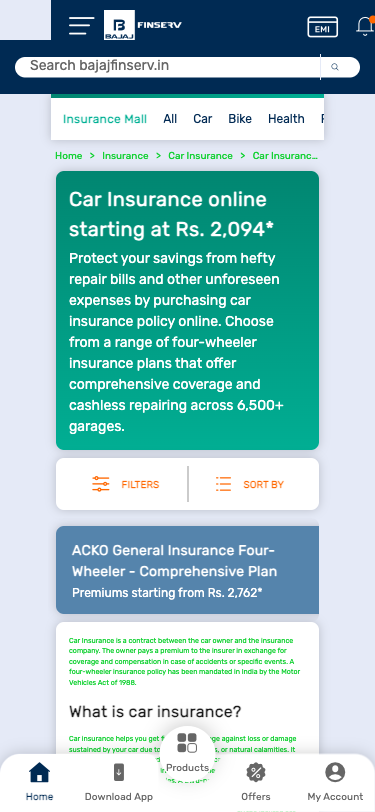 B
BAJAJ
FINSERV
EMI
Search bajajfinserv.in
Insurance Mall All Car Bike Health
Home > Insurance > Car Insurance > Car Insuranc...
Car Insurance online
starting at Rs. 2,094*
Protect your savings from hefty
repair bills and other unforeseen
expenses by purchasing car
insurance policy online. Choose
from a range of four-wheeler
insurance plans that offer
comprehensive coverage and
cashless repairing across 6,500+
garages.
FILTERS SORT BY
ACKO General Insurance Four-
Wheeler - Comprehensive Plan
Premiums starting from Rs. 2,762*
Car insurance is a contract between the car owner and the insurance
company. The owner pays a premium to the insurer in exchange for
coverage and compensation in case of accidents or specific events. A
four-wheeler insurance policy has been mandated in India by the Motor
Vehicles Act of 1988.
What is car insurance?
Car insurance helps you get against loss or damage
sustained by your car due to or natural calamities. It
Products
Home Download App Offers My Account